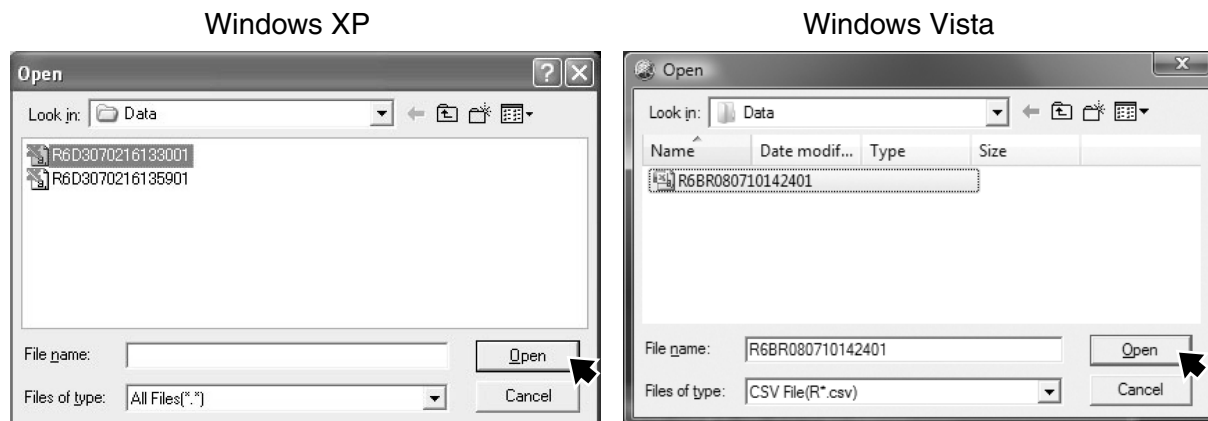 Windows XP
Open
Look in: Data
R6D3070216133001
R6D3070216135901
File name:
Open
Files of type: All Files(*.*)
Cancel
Windows Vista
Open
Look in: Data
Name Date modif... Type Size
R6BR080710142401
File name: R6BR080710142401
Open
Files of type: CSV File(R*.csv)
Cancel